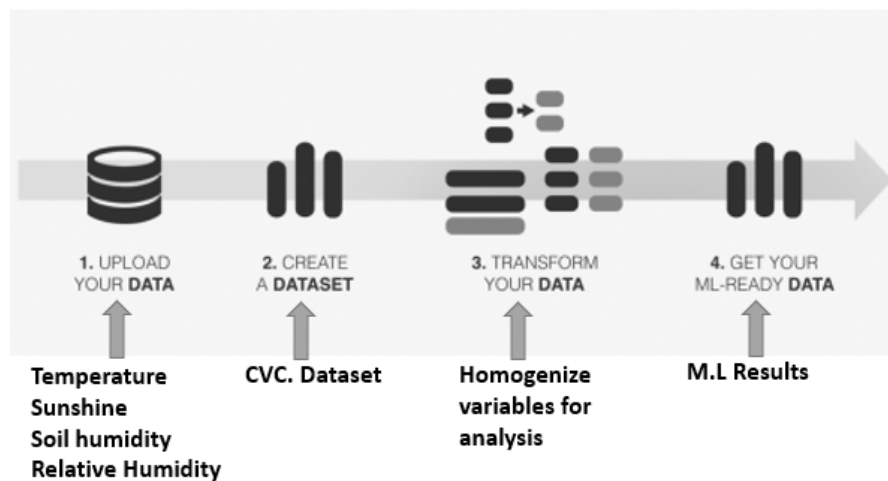 1. UPLOAD
YOUR DATA
2. CREATE
A DATASET
3. TRANSFORM
YOUR DATA
4. GET YOUR
ML-READY DATA
Temperature
Sunshine
Soil humidity
Relative Humidity
CVC. Dataset
Homogenize
variables for
analysis
M.L Results